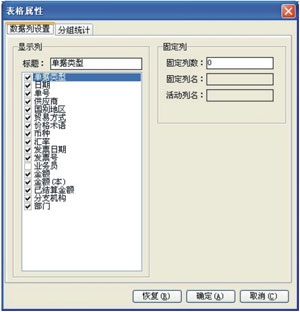 表格属性
数据列设置
分组统计
显示列
标题：
单据类型
单据类型
日期
单号
供应商
国别地区
贸易方式
价格术语
币种
汇率
发票日期
发票号
业务员
金额
金额(本)
已结算金额
分支机构
部门
固定列
固定列数：
0
固定列名：
活动列名：
恢复(R)
确定(A)
取消(C)